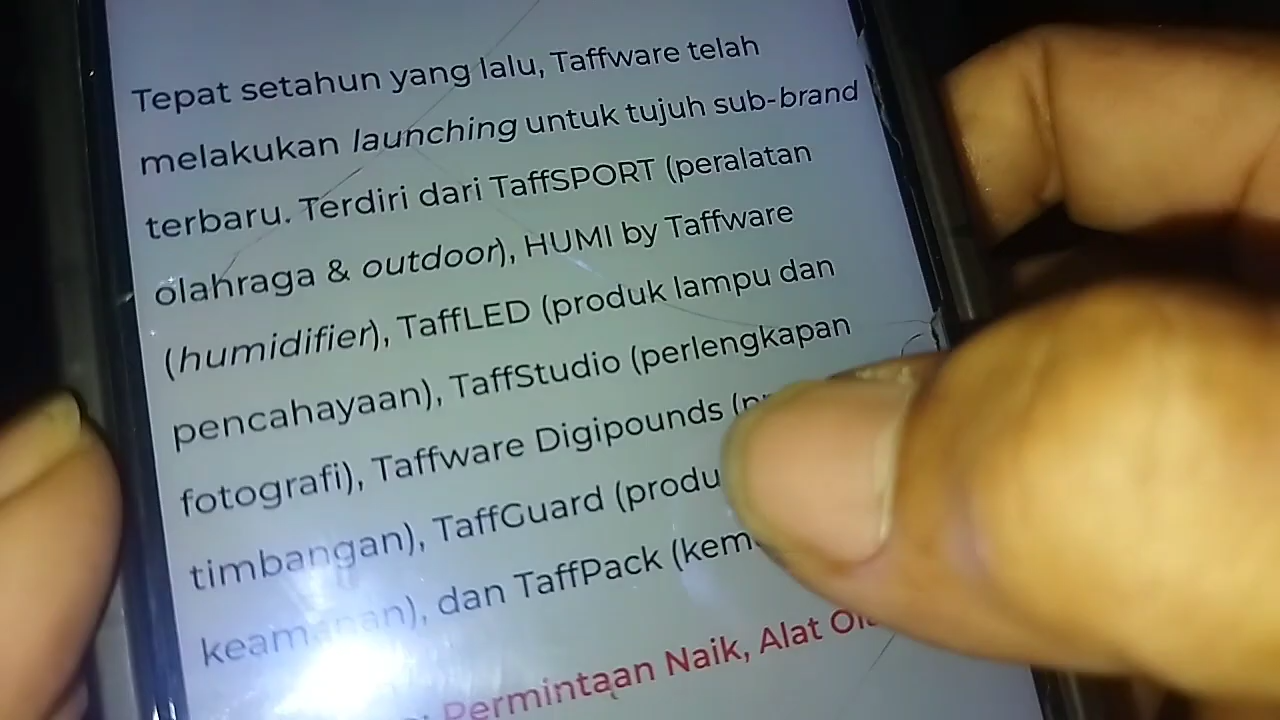 Tepat setahun yang lalu, Taffware telah
melakukan launching untuk tujuh sub-brand
terbaru. Terdiri dari TaffSPORT (peralatan
olahraga & outdoor), HUMI by Taffware
(humidifier), TaffLED (produk lampu dan
pencahayaan), TaffStudio (perlengkapan
fotografi), Taffware Digipounds
timbangan), TaffGuard
keamanan), dan TaffPack
Permintaan Naik, Alat